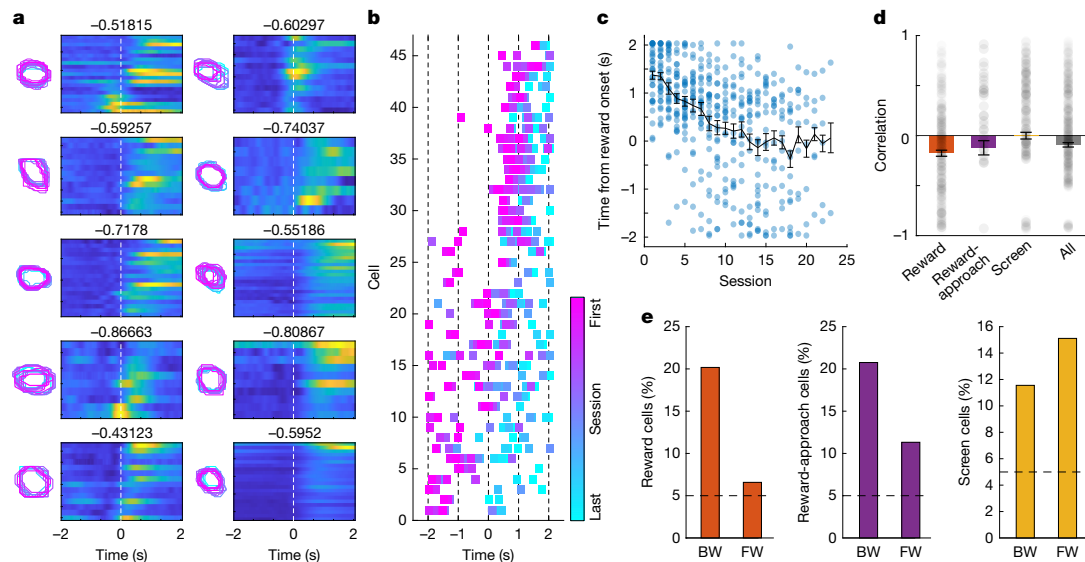 a
−0.51815
−0.60297
−0.59257
−0.74037
−0.7178
−0.55186
−0.86663
−0.80867
−0.43123
−0.5952
−2 0 2
−2 0 2
Time (s)
Time (s)
b
45
40
35
30
25
20
15
10
5
0
Cell
−2 −1 0 1 2
Time (s)
First
Session
Last
c
2
1
0
−1
−2
Time from reward onset (s)
0 5 10 15 20 25
Session
d
1
0
−1
Correlation
Reward
Reward-
approach
Screen
All
e
25
20
15
10
5
0
Reward cells (%)
BW FW
25
20
15
10
5
0
Reward-approach cells (%)
BW FW
16
14
12
10
8
6
4
2
0
Screen cells (%)
BW FW